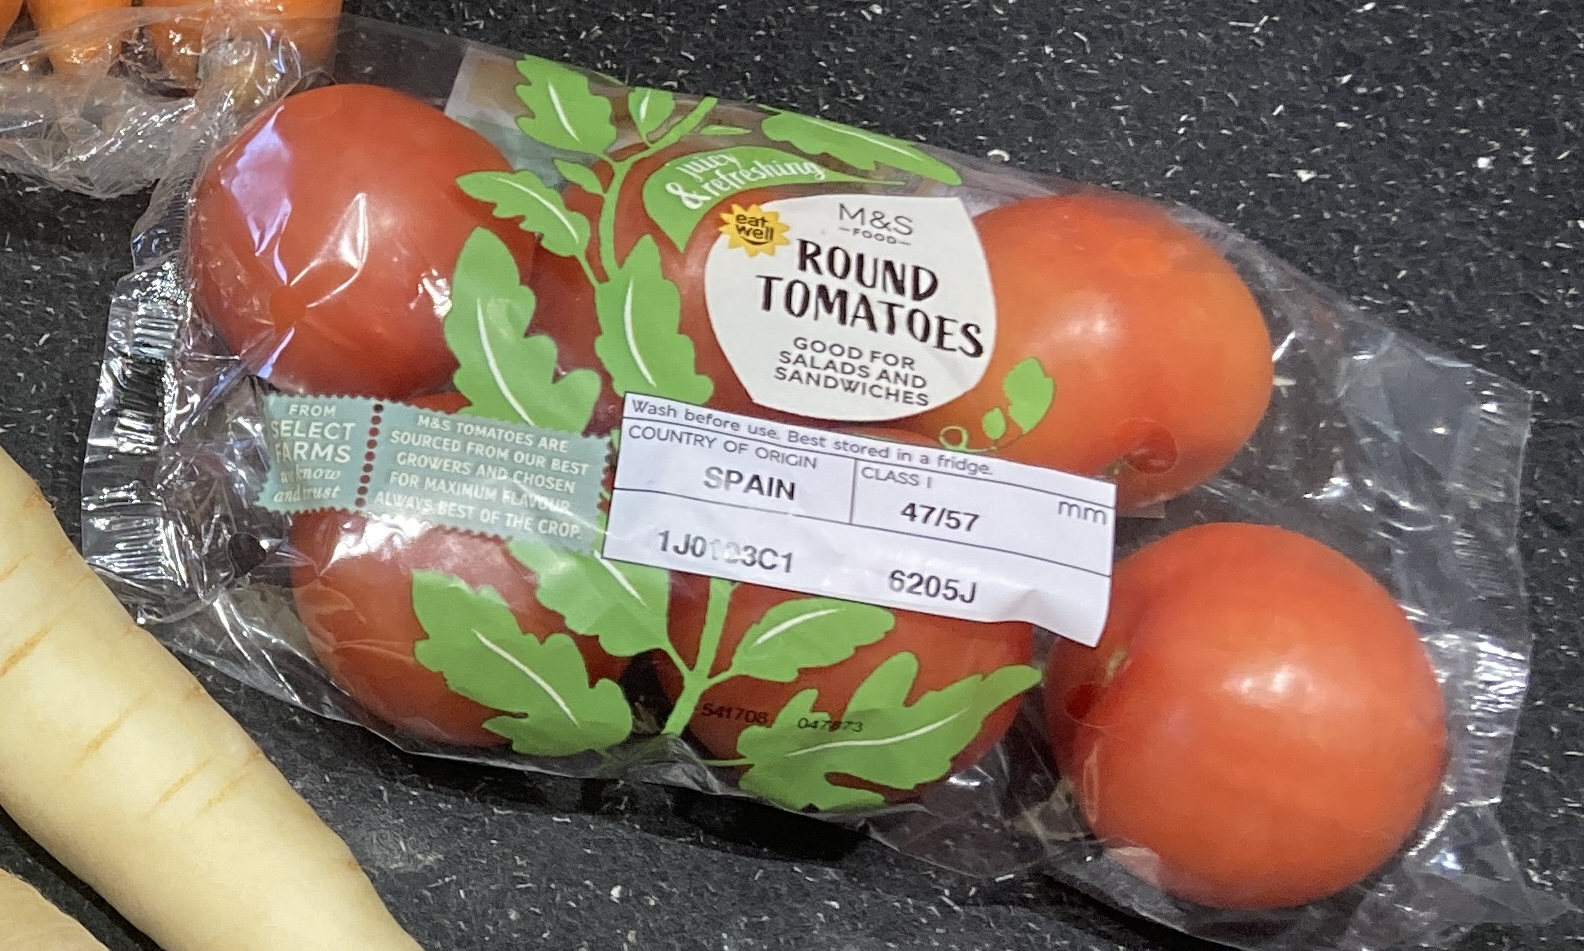 juicy
& refreshing
eat
well
M&S
FOOD
ROUND
TOMATOES
GOOD FOR
SALADS AND
SANDWICHES
FROM
SELECT
FARMS
we know
and trust
M&S TOMATOES ARE
SOURCED FROM OUR BEST
GROWERS AND CHOSEN
FOR MAXIMUM FLAVOUR.
ALWAYS BEST OF THE CROP.
Wash before use. Best stored in a fridge.
COUNTRY OF ORIGIN
SPAIN
CLASS I
47/57 mm
6205J
541708